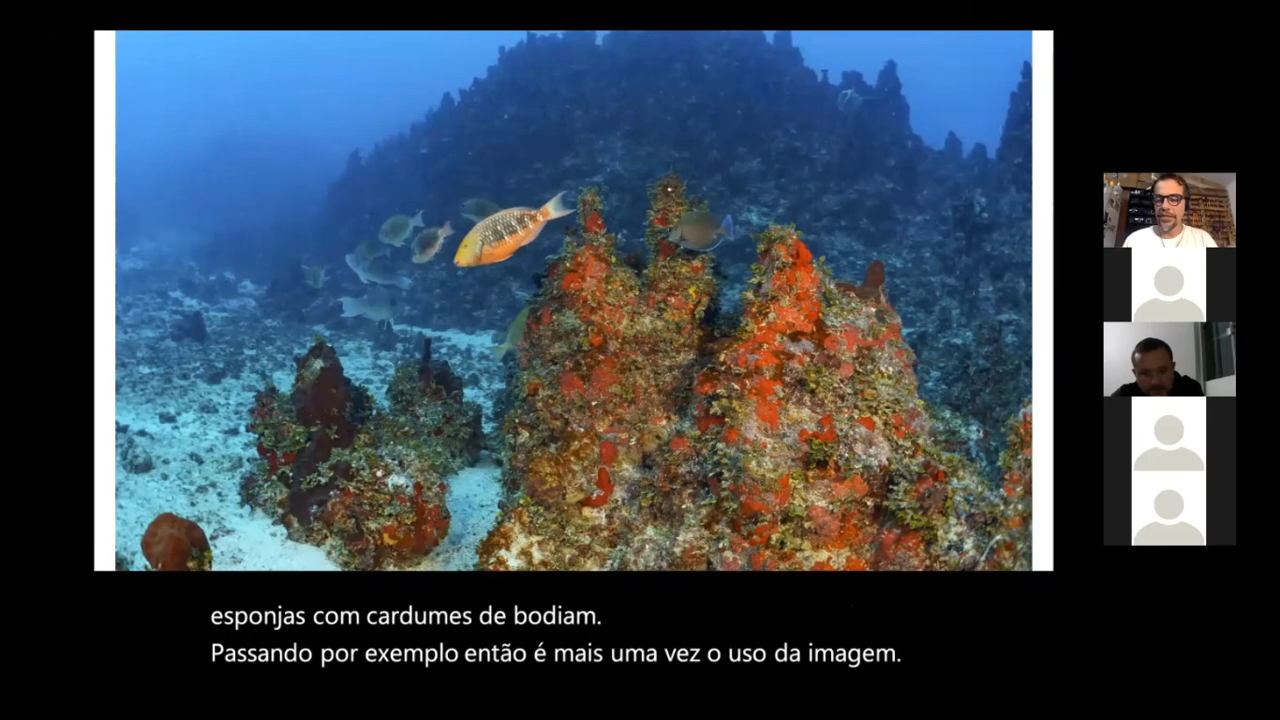 esponjas com cardumes de bodiam.
Passando por exemplo então é mais uma vez o uso da imagem.